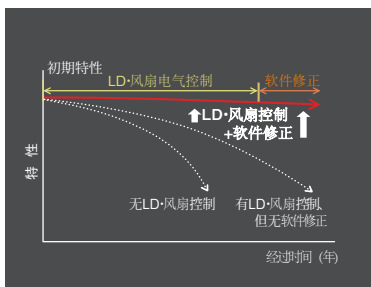 初期特性
LD·风扇电气控制
软件修正
LD·风扇控制
+软件修正
特性
无LD·风扇控制
有LD·风扇控制、
但无软件修正
经过时间 (年)